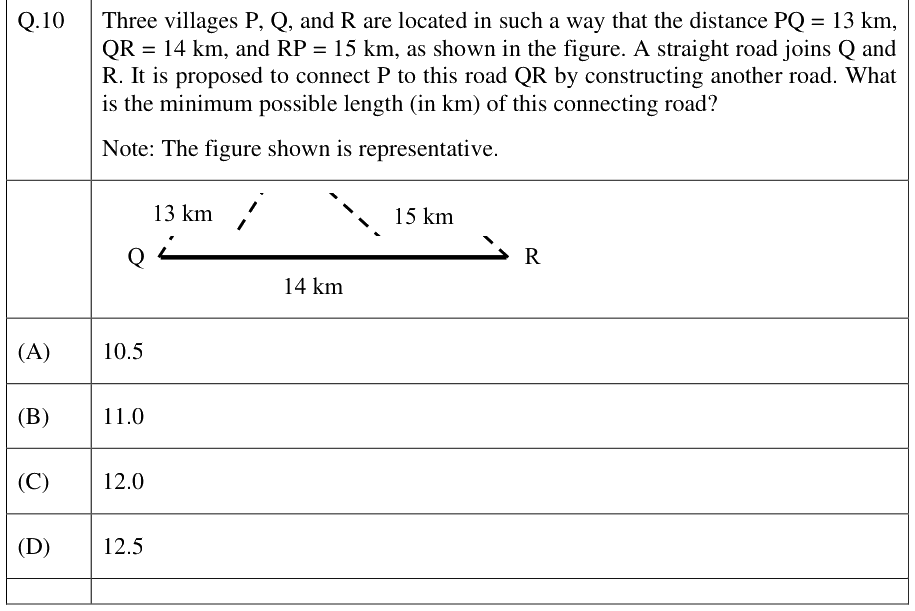 Q.10 Three villages P, Q, and R are located in such a way that the distance PQ = 13 km,
QR = 14 km, and RP = 15 km, as shown in the figure. A straight road joins Q and
R. It is proposed to connect P to this road QR by constructing another road. What
is the minimum possible length (in km) of this connecting road?
Note: The figure shown is representative.
13 km 15 km
Q R
14 km
(A) 10.5
(B) 11.0
(C) 12.0
(D) 12.5